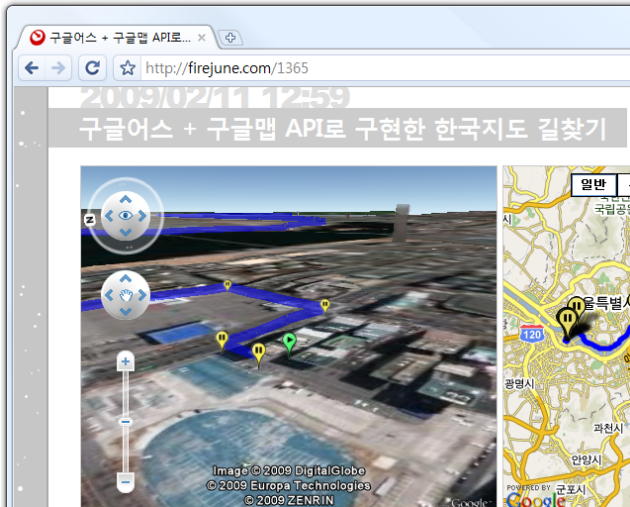 구글어스 + 구글맵 API로...
http://firejune.com/1365
2009/02/11 12:59
구글어스 + 구글맵 API로 구현한 한국지도 길찾기
N
일반
국립공
시
울특별시
120
광명시
과천시
안양시
군포시
Image © 2009 DigitalGlobe
© 2009 Europa Technologies
© 2009 ZENRIN
Google
POWERED BY
Google